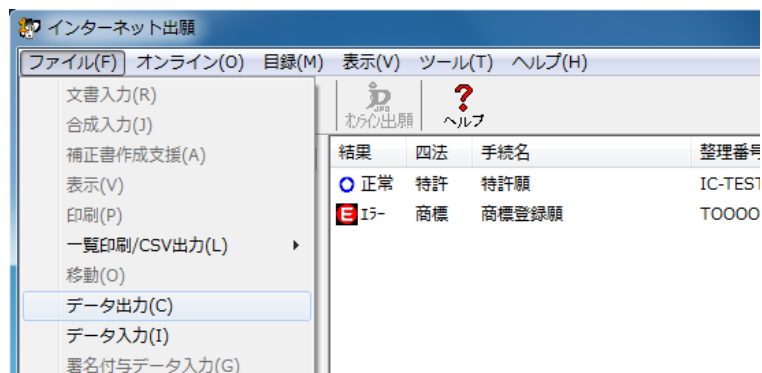 インターネット出願
ファイル(F) オンライン(O) 目録(M) 表示(V) ツール(T) ヘルプ(H)
文書入力(R)
合成入力(J)
補正書作成支援(A)
表示(V)
印刷(P)
一覧印刷/CSV出力(L)
移動(O)
データ出力(C)
データ入力(I)
署名付与データ入力(G)
JPO
オンライン出願 ヘルプ
結果 四法 手続名 整理番号
正常 特許 特許願 IC-TEST
E エラー 商標 商標登録願 TOOOO